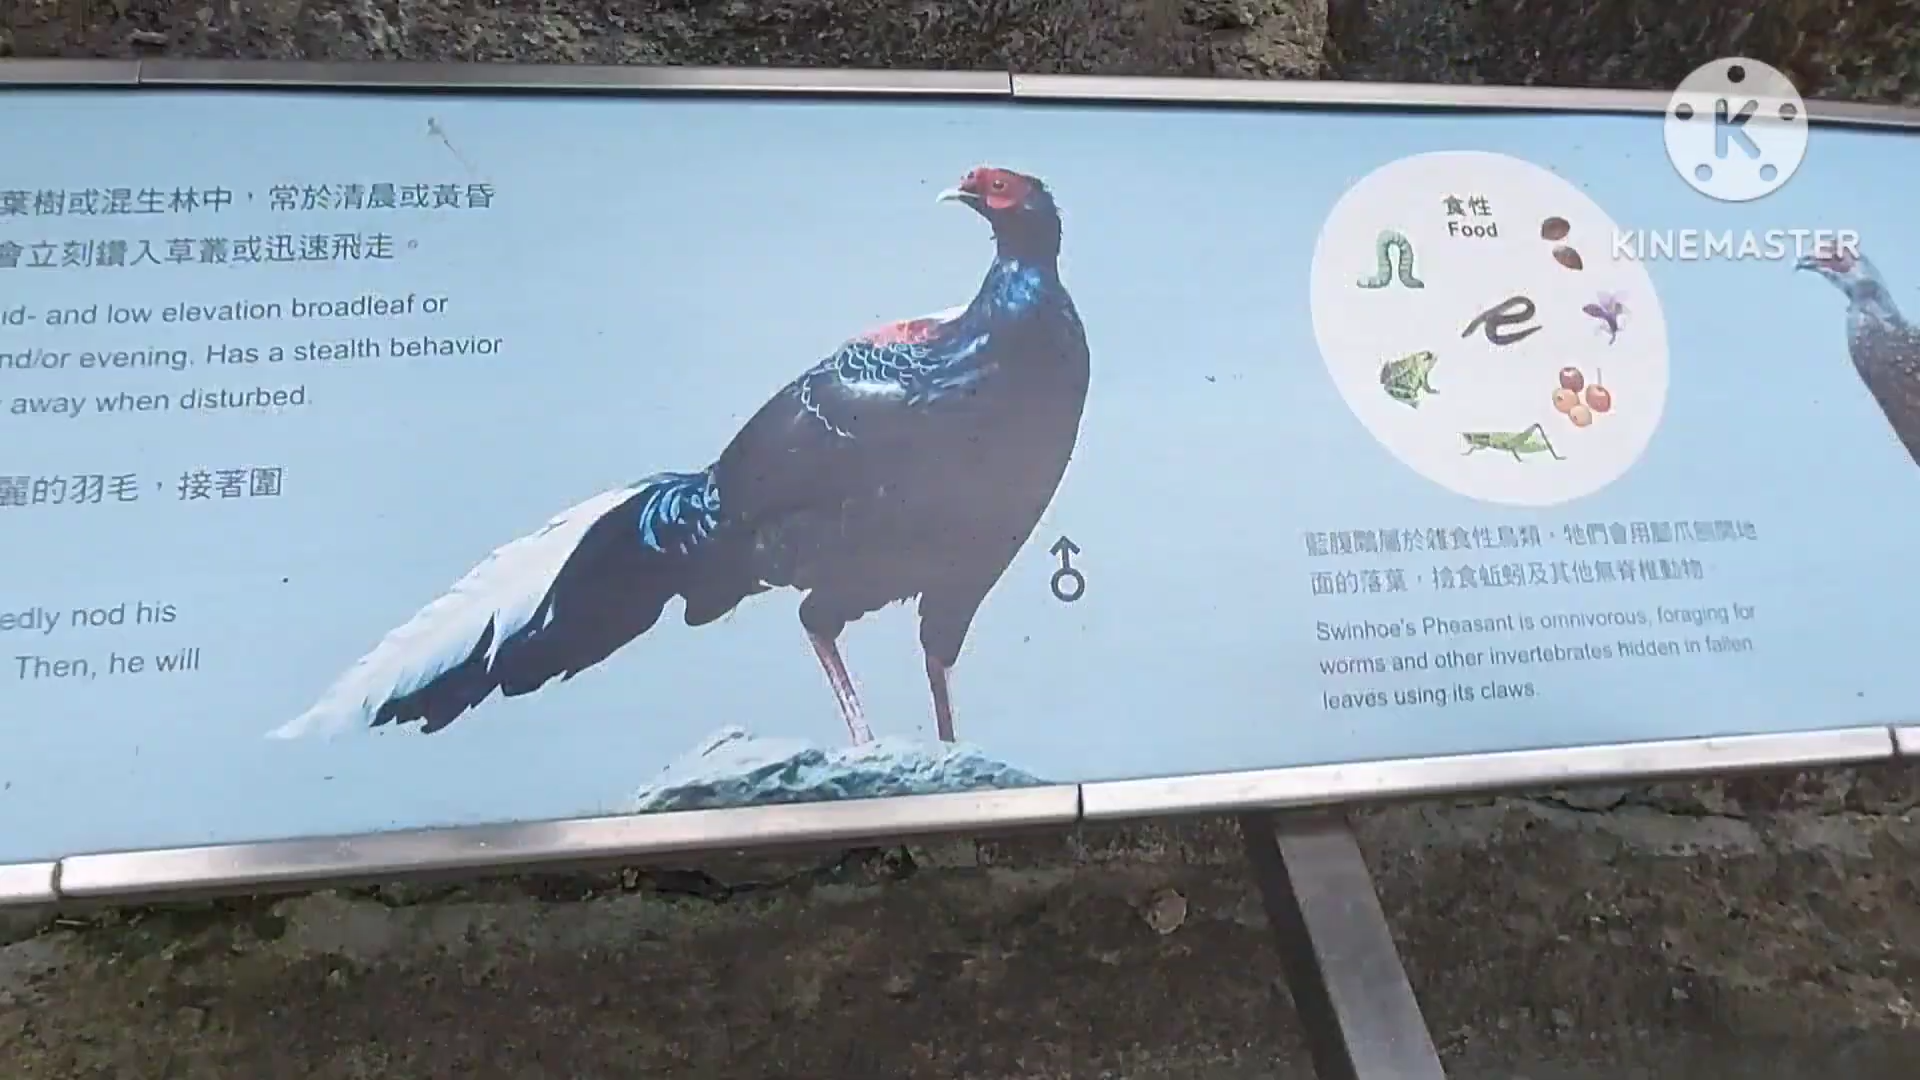 葉樹或混生林中，常於清晨或黃昏
會立刻鑽入草叢或迅速飛走。
id- and low elevation broadleaf or
nd/or evening. Has a stealth behavior
away when disturbed.
麗的羽毛，接著圍
edly nod his
Then, he will
♂
食性
Food
藍腹鷴屬於雜食性鳥類，牠們會用腳爪刨開地
面的落葉，撿食蚯蚓及其他無脊椎動物
Swinhoe's Pheasant is omnivorous, foraging for
worms and other invertebrates hidden in fallen
leaves using its claws.
K
KINEMASTER